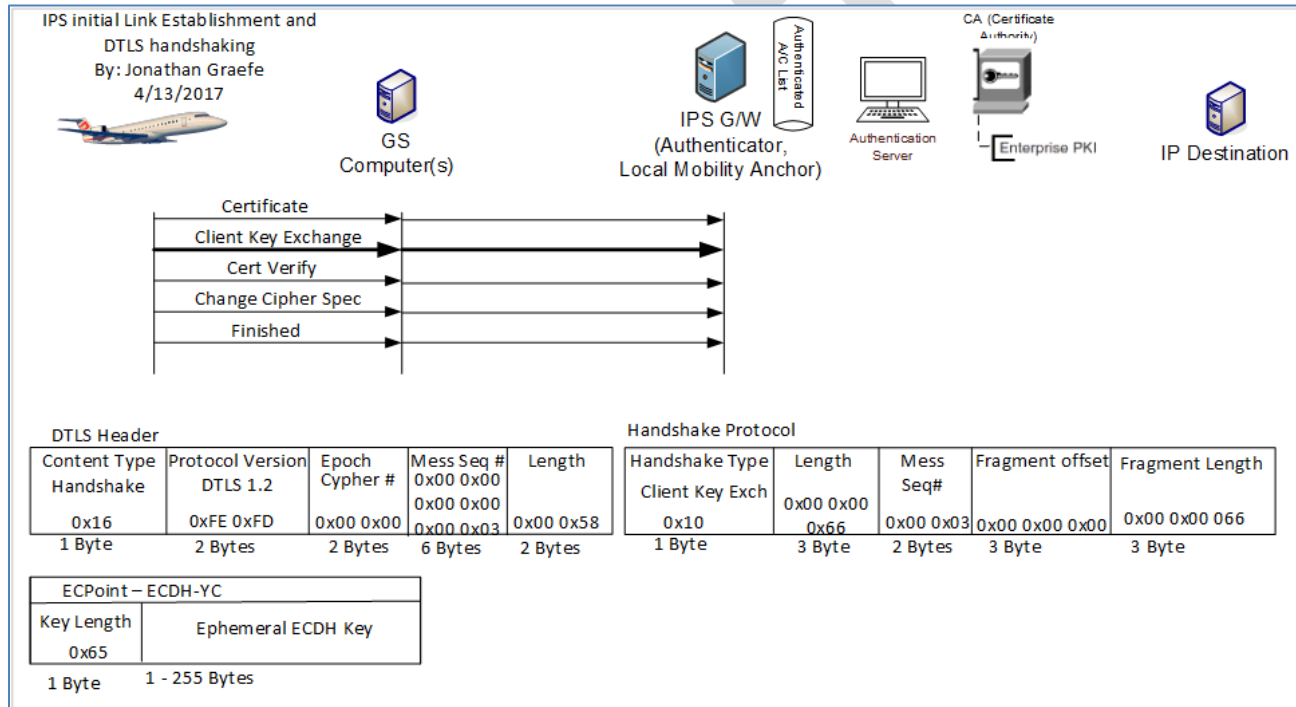 IPS initial Link Establishment and
DTLS handshaking
By: Jonathan Graefe
4/13/2017
GS
Computer(s)
IPS G/W
(Authenticator,
Local Mobility Anchor)
Authenticated
A/C List
Authentication
Server
CA (Certificate
Authority)
Enterprise PKI
IP Destination
Certificate
Client Key Exchange
Cert Verify
Change Cipher Spec
Finished
DTLS Header
Content Type
Handshake
0x16
1 Byte
Protocol Version
DTLS 1.2
0xFE 0xFD
2 Bytes
Epoch
Cypher #
0x00 0x00
2 Bytes
Mess Seq #
0x00 0x00
0x00 0x00
0x00 0x03
6 Bytes
Length
0x00 0x58
2 Bytes
Handshake Protocol
Handshake Type
Client Key Exch
0x10
1 Byte
Length
0x00 0x00
0x66
3 Byte
Mess
Seq#
0x00 0x03
2 Bytes
Fragment offset
0x00 0x00 0x00
3 Byte
Fragment Length
0x00 0x00 066
3 Byte
ECPoint – ECDH-YC
Key Length
0x65
1 Byte
Ephemeral ECDH Key
1 - 255 Bytes